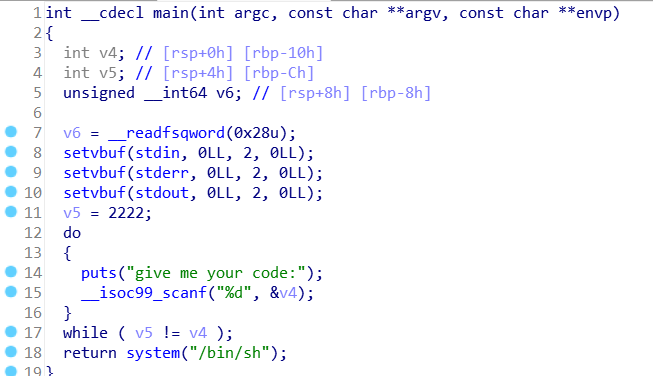 1 int __cdecl main(int argc, const char **argv, const char **envp)
2 {
3   int v4; // [rsp+0h] [rbp-10h]
4   int v5; // [rsp+4h] [rbp-Ch]
5   unsigned __int64 v6; // [rsp+8h] [rbp-8h]
6
7   v6 = __readfsqword(0x28u);
8   setvbuf(stdin, 0LL, 2, 0LL);
9   setvbuf(stderr, 0LL, 2, 0LL);
10   setvbuf(stdout, 0LL, 2, 0LL);
11   v5 = 2222;
12   do
13   {
14     puts("give me your code:");
15     __isoc99_scanf("%d", &v4);
16   }
17   while ( v5 != v4 );
18   return system("/bin/sh");
19 }